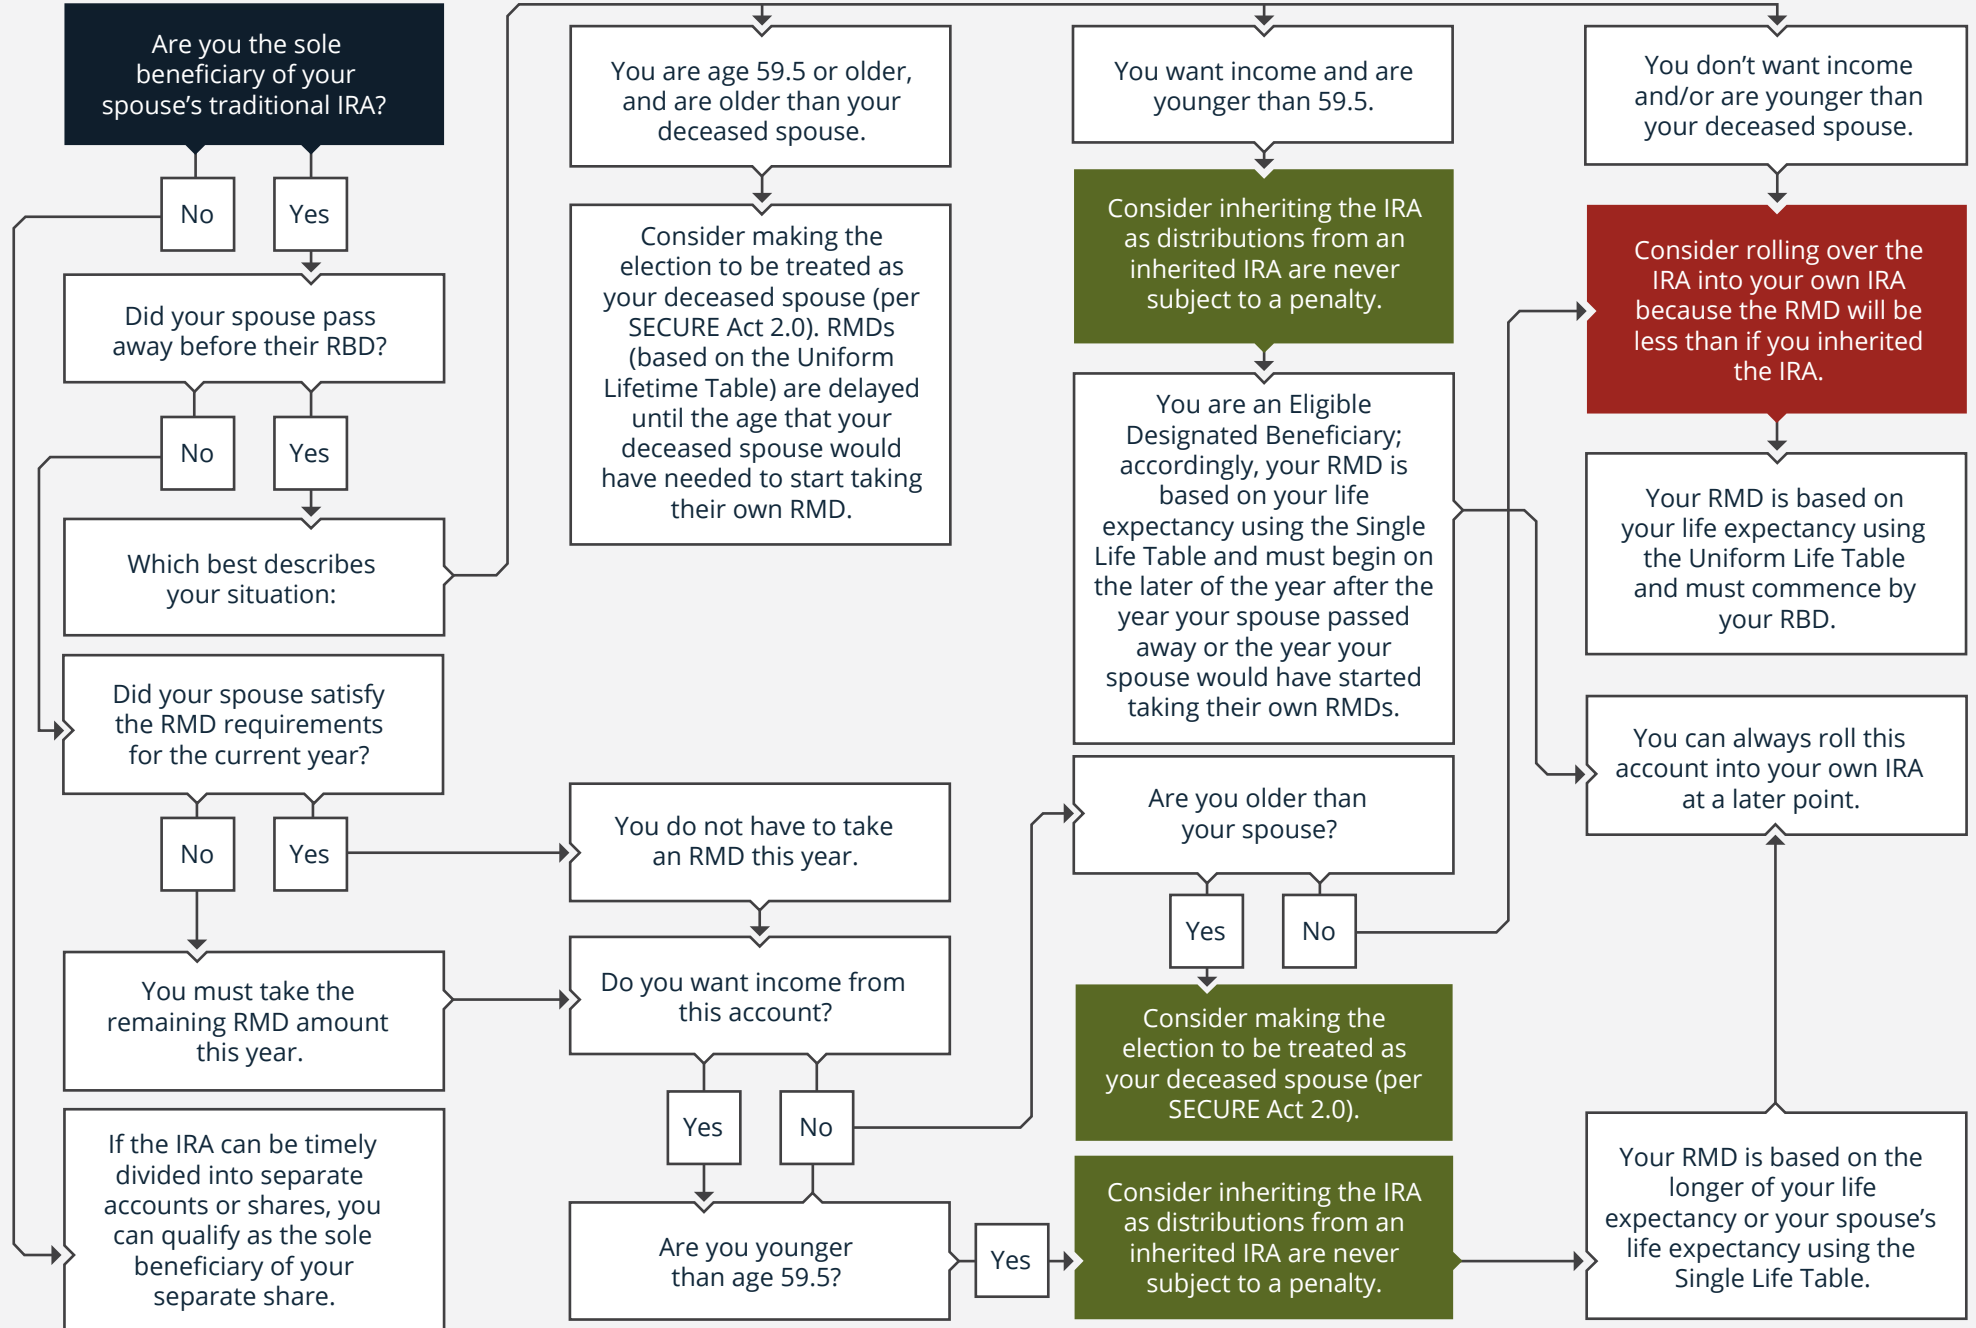 Are you the sole
beneficiary of your
spouse’s traditional IRA?
No
Yes
Did your spouse pass
away before their RBD?
No
Yes
Which best describes
your situation:
Did your spouse satisfy
the RMD requirements
for the current year?
No
Yes
You must take the
remaining RMD amount
this year.
If the IRA can be timely
divided into separate
accounts or shares, you
can qualify as the sole
beneficiary of your
separate share.
You are age 59.5 or older,
and are older than your
deceased spouse.
Consider making the
election to be treated as
your deceased spouse (per
SECURE Act 2.0). RMDs
(based on the Uniform
Lifetime Table) are delayed
until the age that your
deceased spouse would
have needed to start taking
their own RMD.
You do not have to take
an RMD this year.
Do you want income from
this account?
Yes
No
Are you younger
than age 59.5?
Yes
You want income and are
younger than 59.5.
Consider inheriting the IRA
as distributions from an
inherited IRA are never
subject to a penalty.
You are an Eligible
Designated Beneficiary;
accordingly, your RMD is
based on your life
expectancy using the Single
Life Table and must begin on
the later of the year after the
year your spouse passed
away or the year your
spouse would have started
taking their own RMDs.
Are you older than
your spouse?
Yes
No
Consider making the
election to be treated as
your deceased spouse (per
SECURE Act 2.0).
Consider inheriting the IRA
as distributions from an
inherited IRA are never
subject to a penalty.
You don’t want income
and/or are younger than
your deceased spouse.
Consider rolling over the
IRA into your own IRA
because the RMD will be
less than if you inherited
the IRA.
Your RMD is based on
your life expectancy using
the Uniform Life Table
and must commence by
your RBD.
You can always roll this
account into your own IRA
at a later point.
Your RMD is based on the
longer of your life
expectancy or your spouse’s
life expectancy using the
Single Life Table.